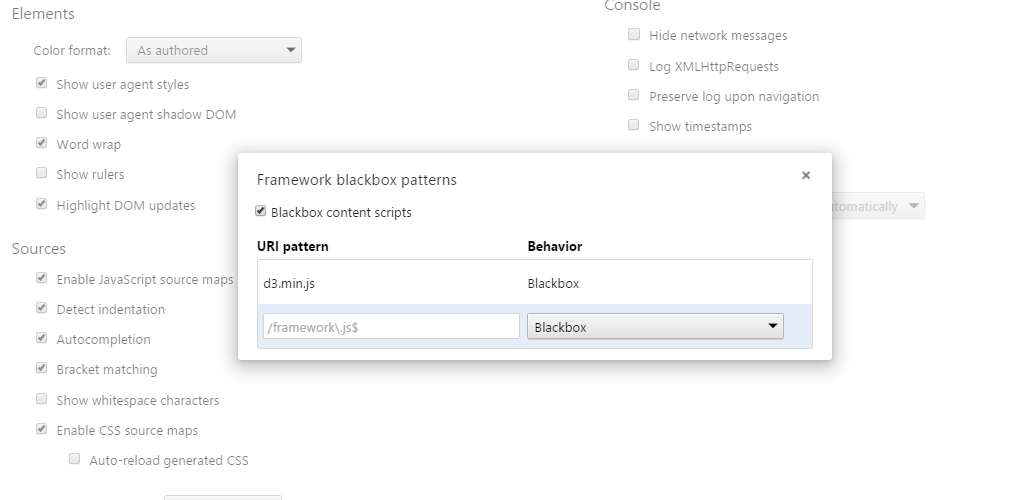 Elements
Color format: As authored
Show user agent styles
Show user agent shadow DOM
Word wrap
Show rulers
Highlight DOM updates
Sources
Enable JavaScript source maps
Detect indentation
Autocompletion
Bracket matching
Show whitespace characters
Enable CSS source maps
Auto-reload generated CSS
Console
Hide network messages
Log XMLHttpRequests
Preserve log upon navigation
Show timestamps
tomatically
Framework blackbox patterns ×
Blackbox content scripts
URI pattern Behavior
d3.min.js Blackbox
/framework\.js$ Blackbox